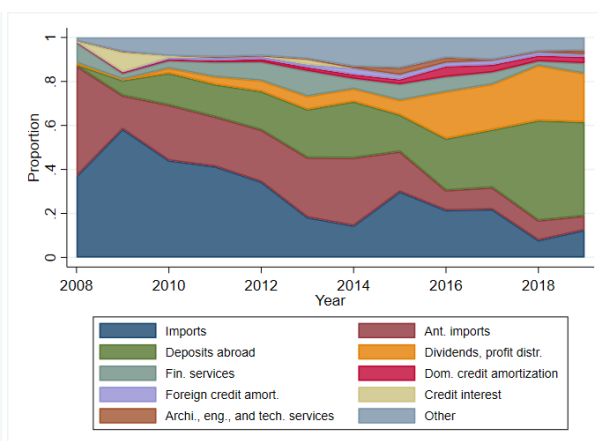 1
.8
.6
.4
.2
0
Proportion
2008 2010 2012 2014 2016 2018
Year
Imports Ant. imports
Deposits abroad Dividends, profit distr.
Fin. services Dom. credit amortization
Foreign credit amort. Credit interest
Archi., eng., and tech. services Other